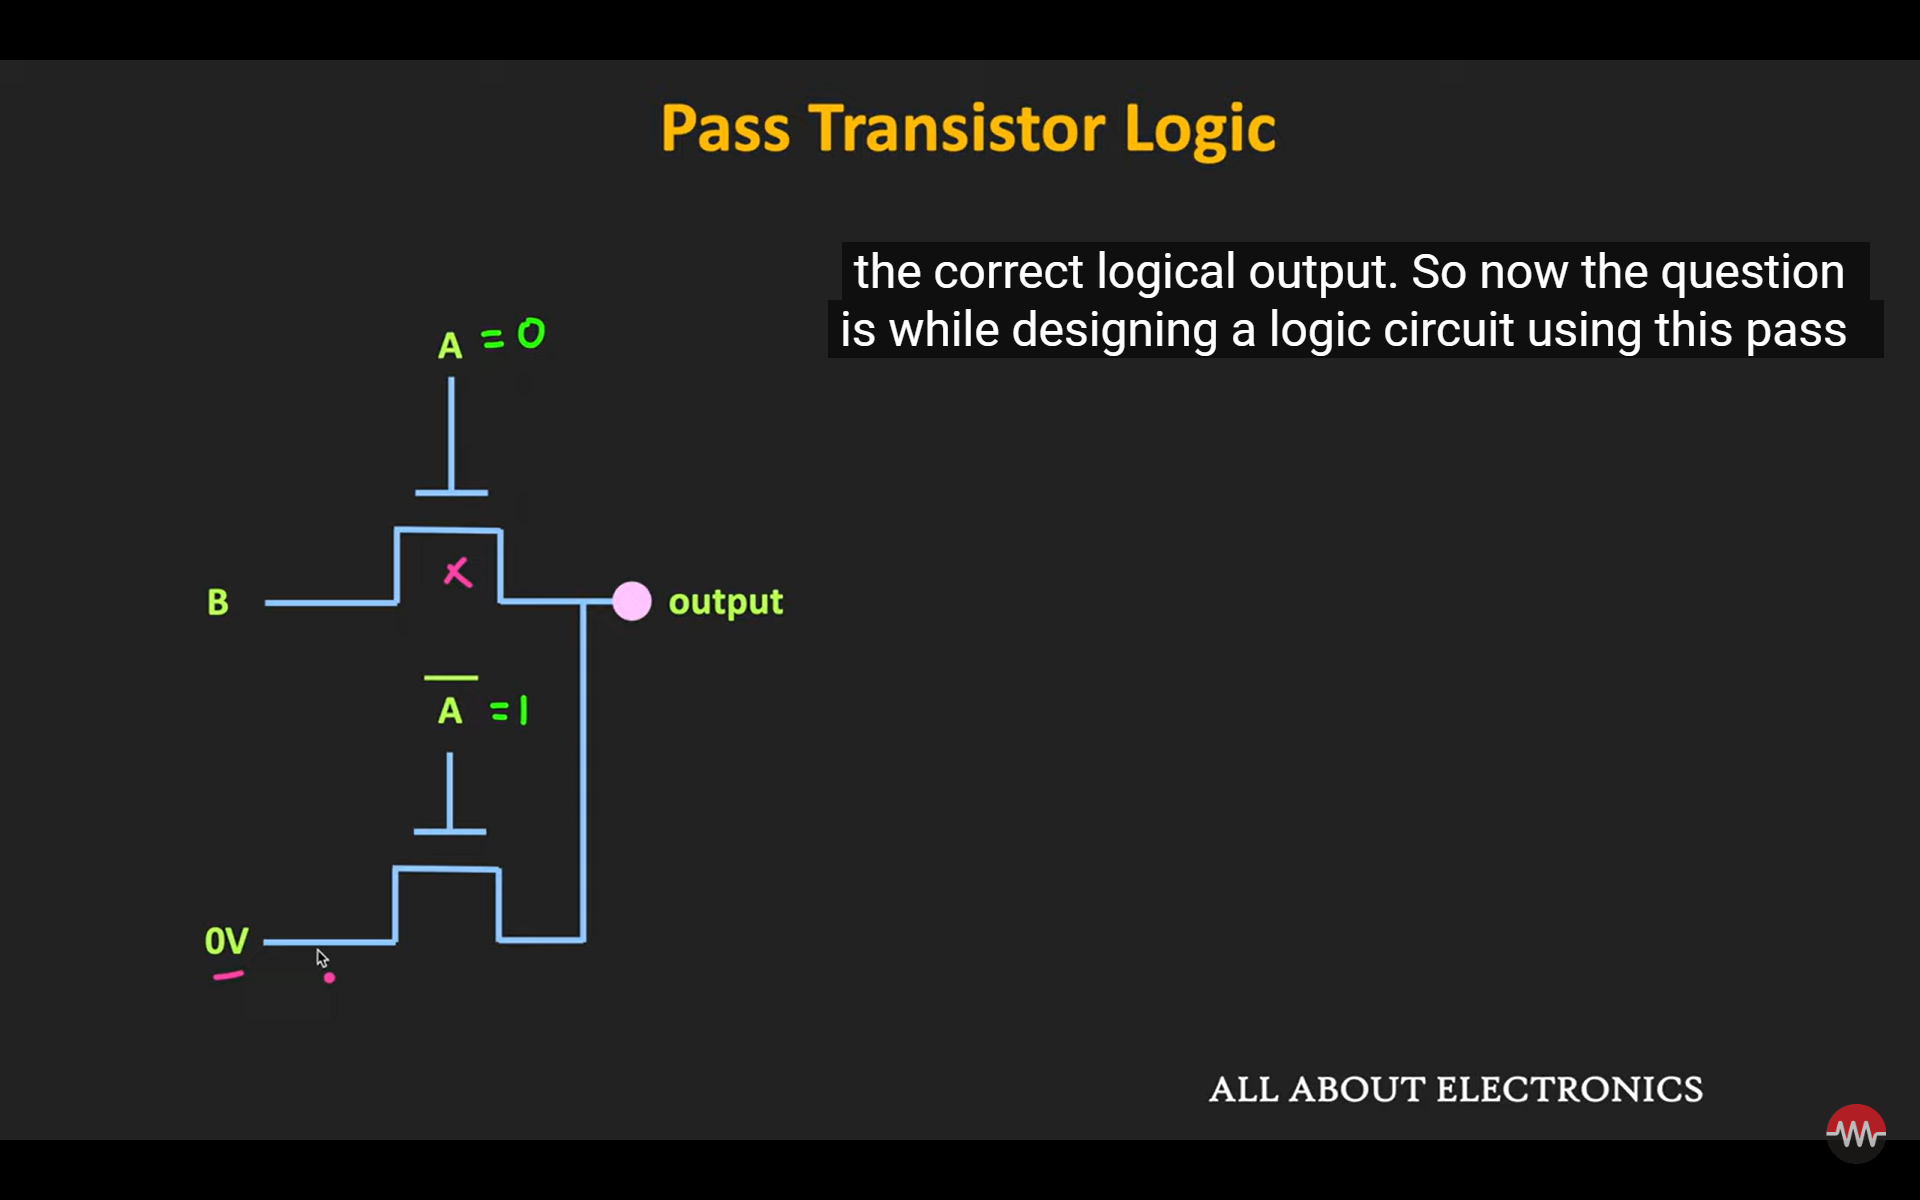 Pass Transistor Logic
the correct logical output. So now the question
is while designing a logic circuit using this pass
A = 0
B
output
A = 1
0V
ALL ABOUT ELECTRONICS